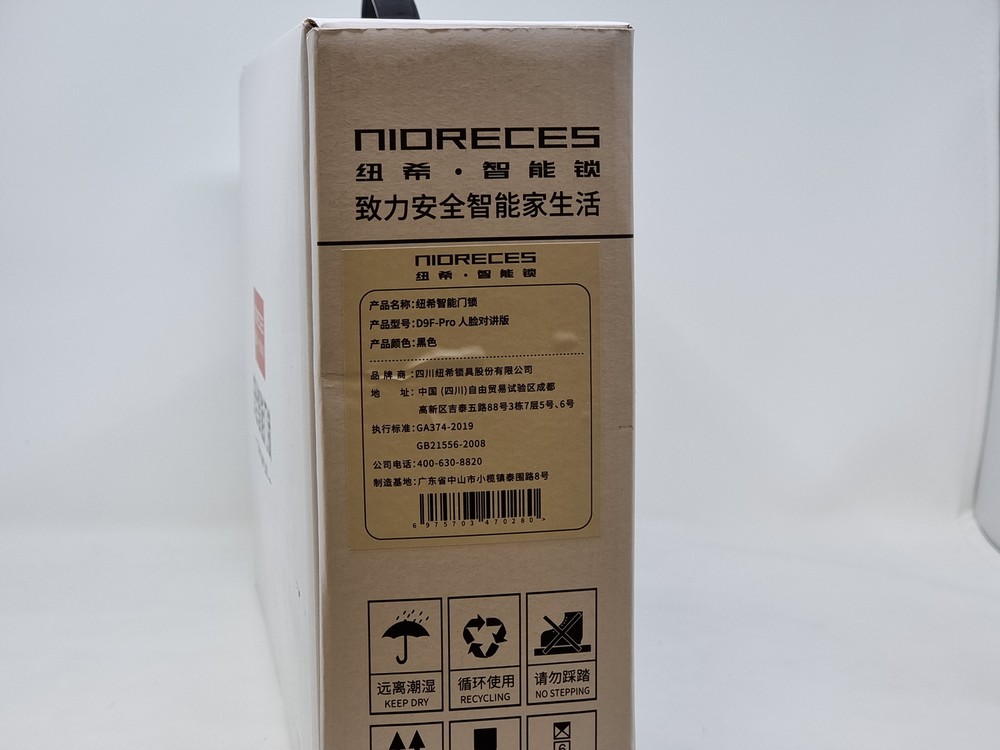 NIORECES
纽希·智能锁
致力安全智能家生活
NIORECES
纽希·智能锁
产品名称:纽希智能门锁
产品型号:D9F-Pro 人脸对讲版
产品颜色:黑色
品牌商:四川纽希锁具股份有限公司
地 址:中国 (四川)自由贸易试验区成都
高新区吉泰五路88号3栋7层5号、6号
执行标准:GA374-2019
GB21556-2008
公司电话:400-630-8820
制造基地:广东省中山市小榄镇泰围路8号
6 975703 470280 >
远离潮湿
KEEP DRY
循环使用
RECYCLING
请勿踩踏
NO STEPPING
6